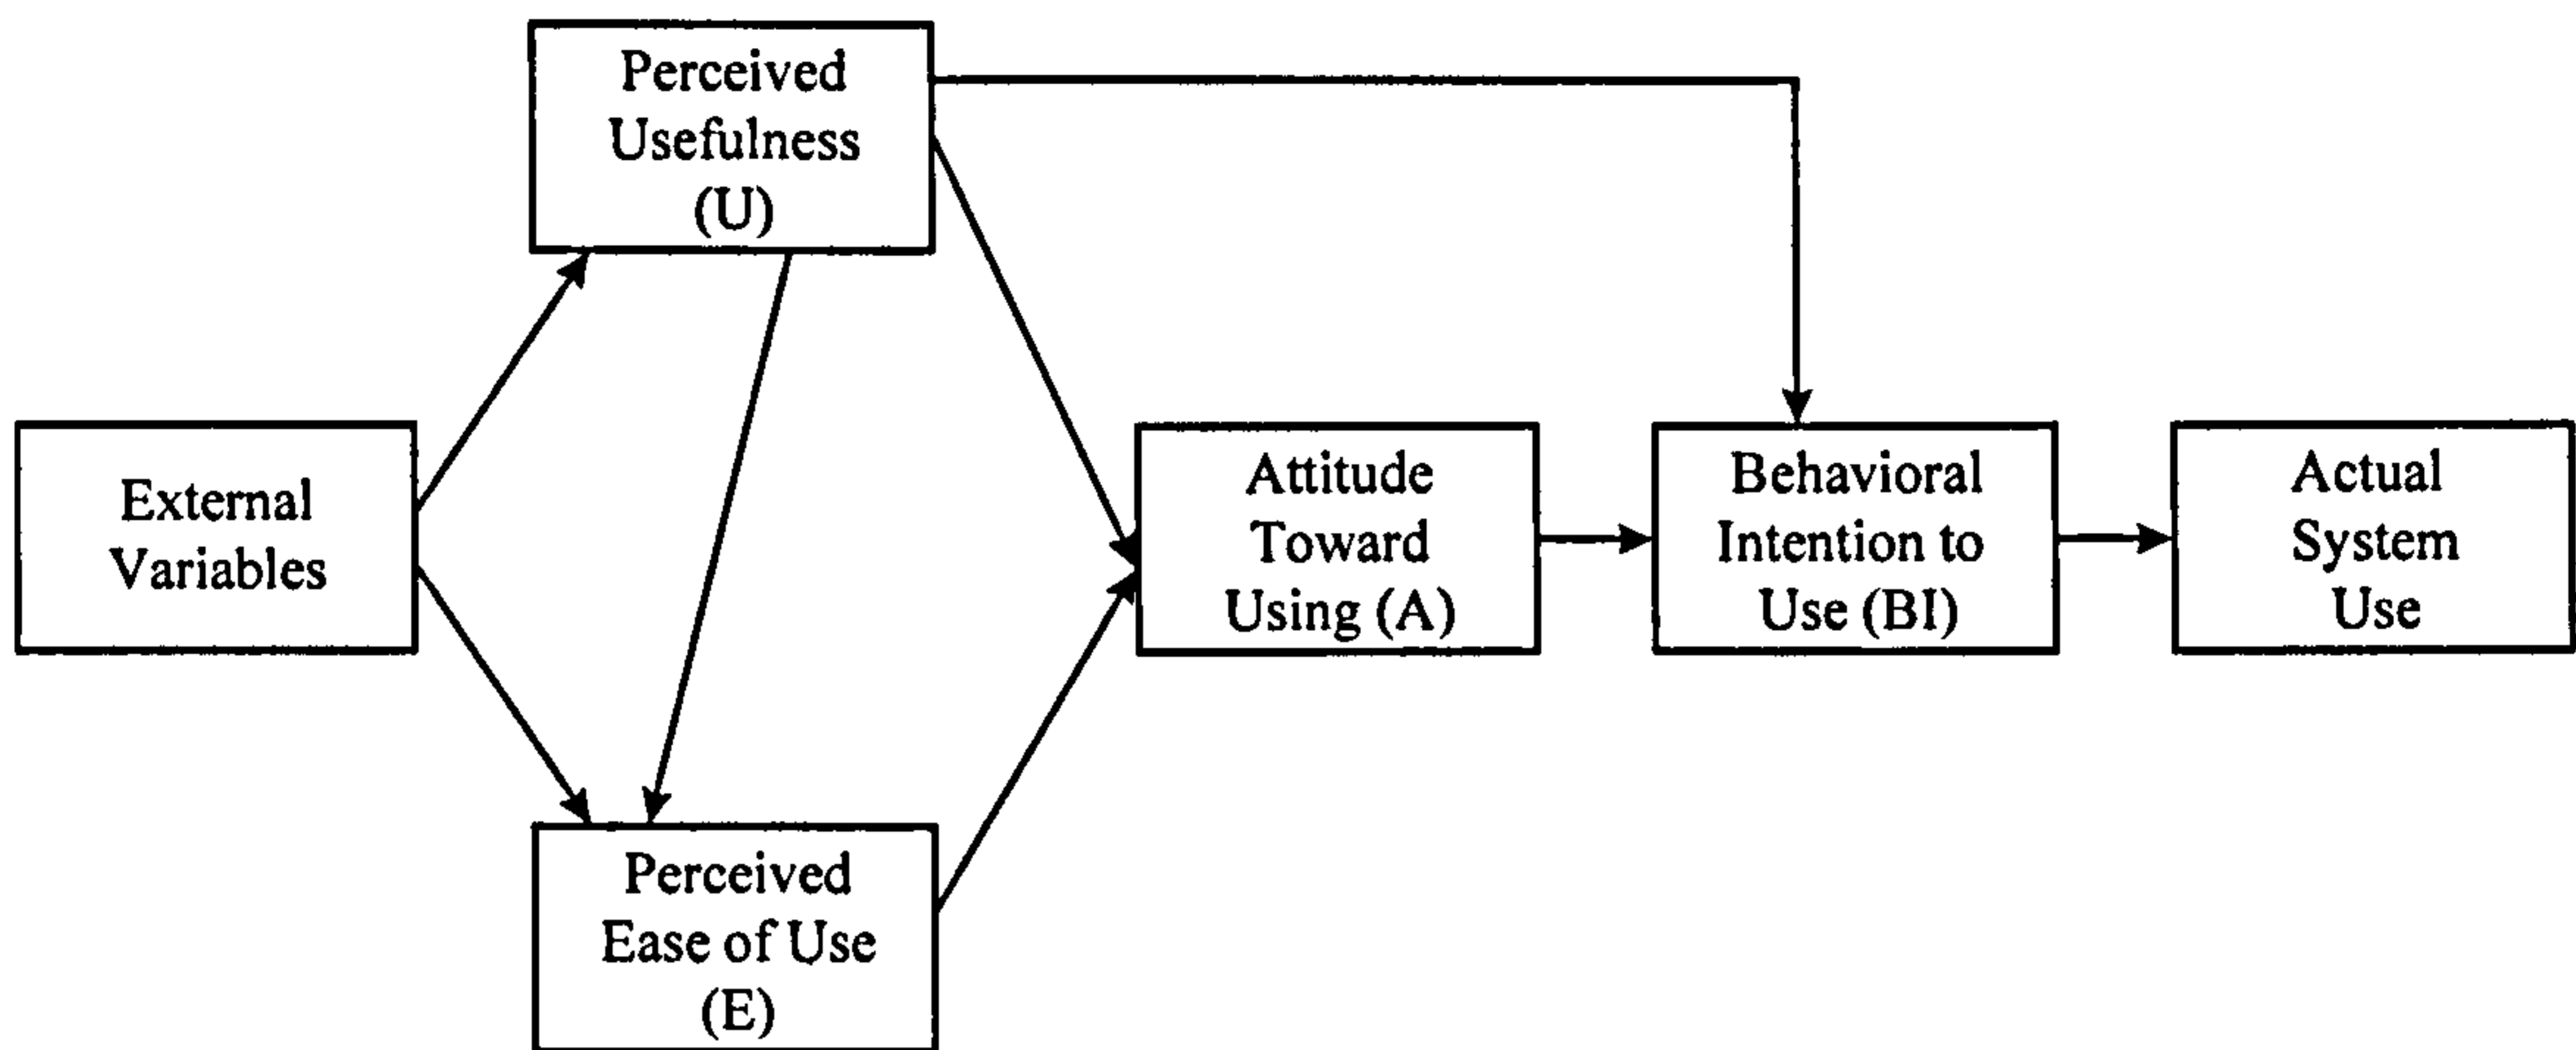 Perceived
Usefulness
(U)
External
Variables
Perceived
Ease of Use
(E)
Attitude
Toward
Using (A)
Behavioral
Intention to
Use (BI)
Actual
System
Use